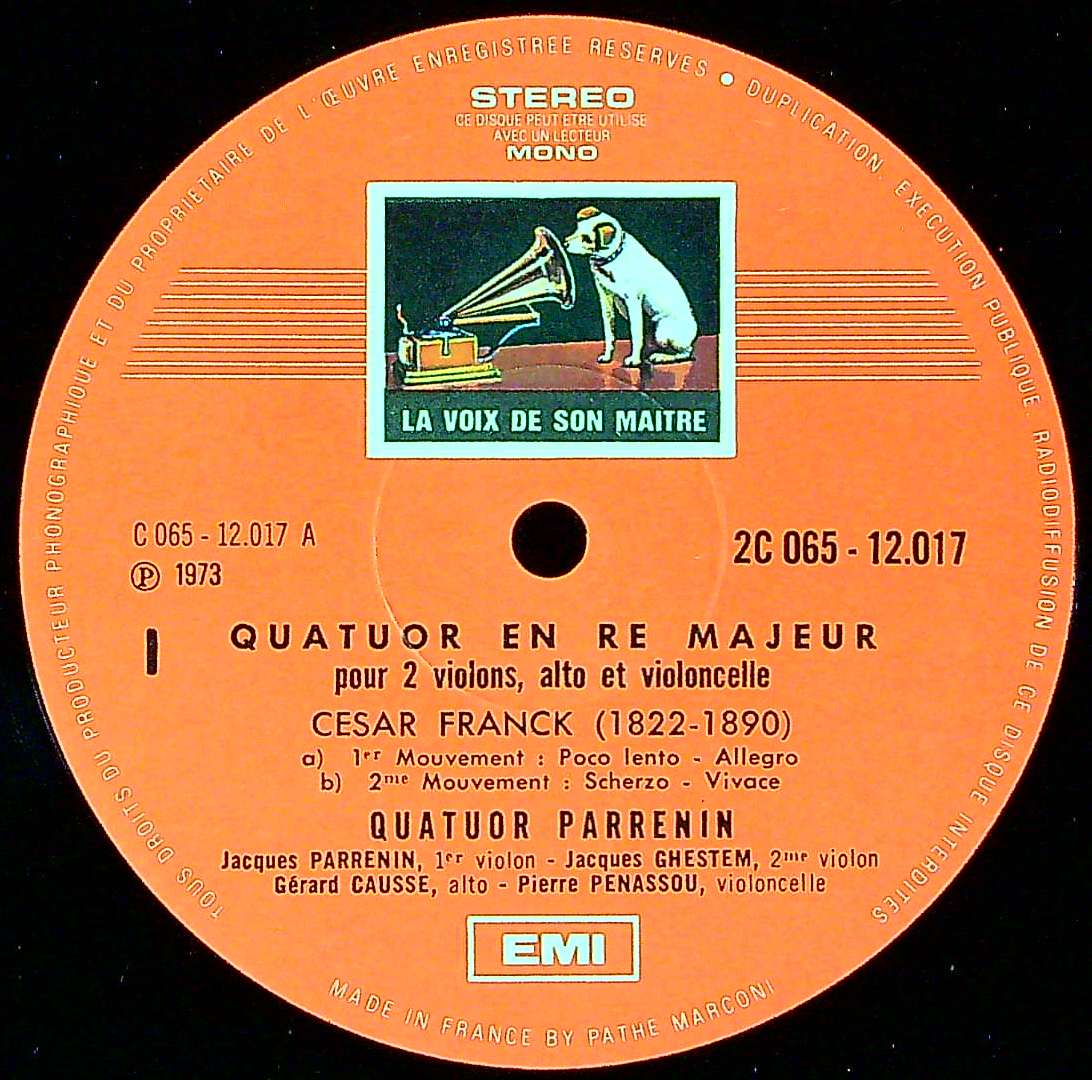 TOUS DROITS DU PRODUCTEUR PHONOGRAPHIQUE ET DU PROPRIETAIRE DE L'ŒUVRE ENREGISTREE RESERVES ● DUPLICATION. EXECUTION PUBLIQUE. RADIODIFFUSION DE CE DISQUE INTERDITES
STEREO
CE DISQUE PEUT ETRE UTILISE
AVEC UN LECTEUR
MONO
LA VOIX DE SON MAITRE
C 065 - 12.017 A
℗ 1973
2C 065 - 12.017
I
QUATUOR EN RE MAJEUR
pour 2 violons, alto et violoncelle
CESAR FRANCK (1822-1890)
a) 1er Mouvement : Poco lento - Allegro
b) 2me Mouvement : Scherzo - Vivace
QUATUOR PARRENIN
Jacques PARRENIN, 1er violon - Jacques GHESTEM, 2me violon
Gérard CAUSSE, alto - Pierre PENASSOU, violoncelle
EMI
MADE IN FRANCE BY PATHE MARCONI